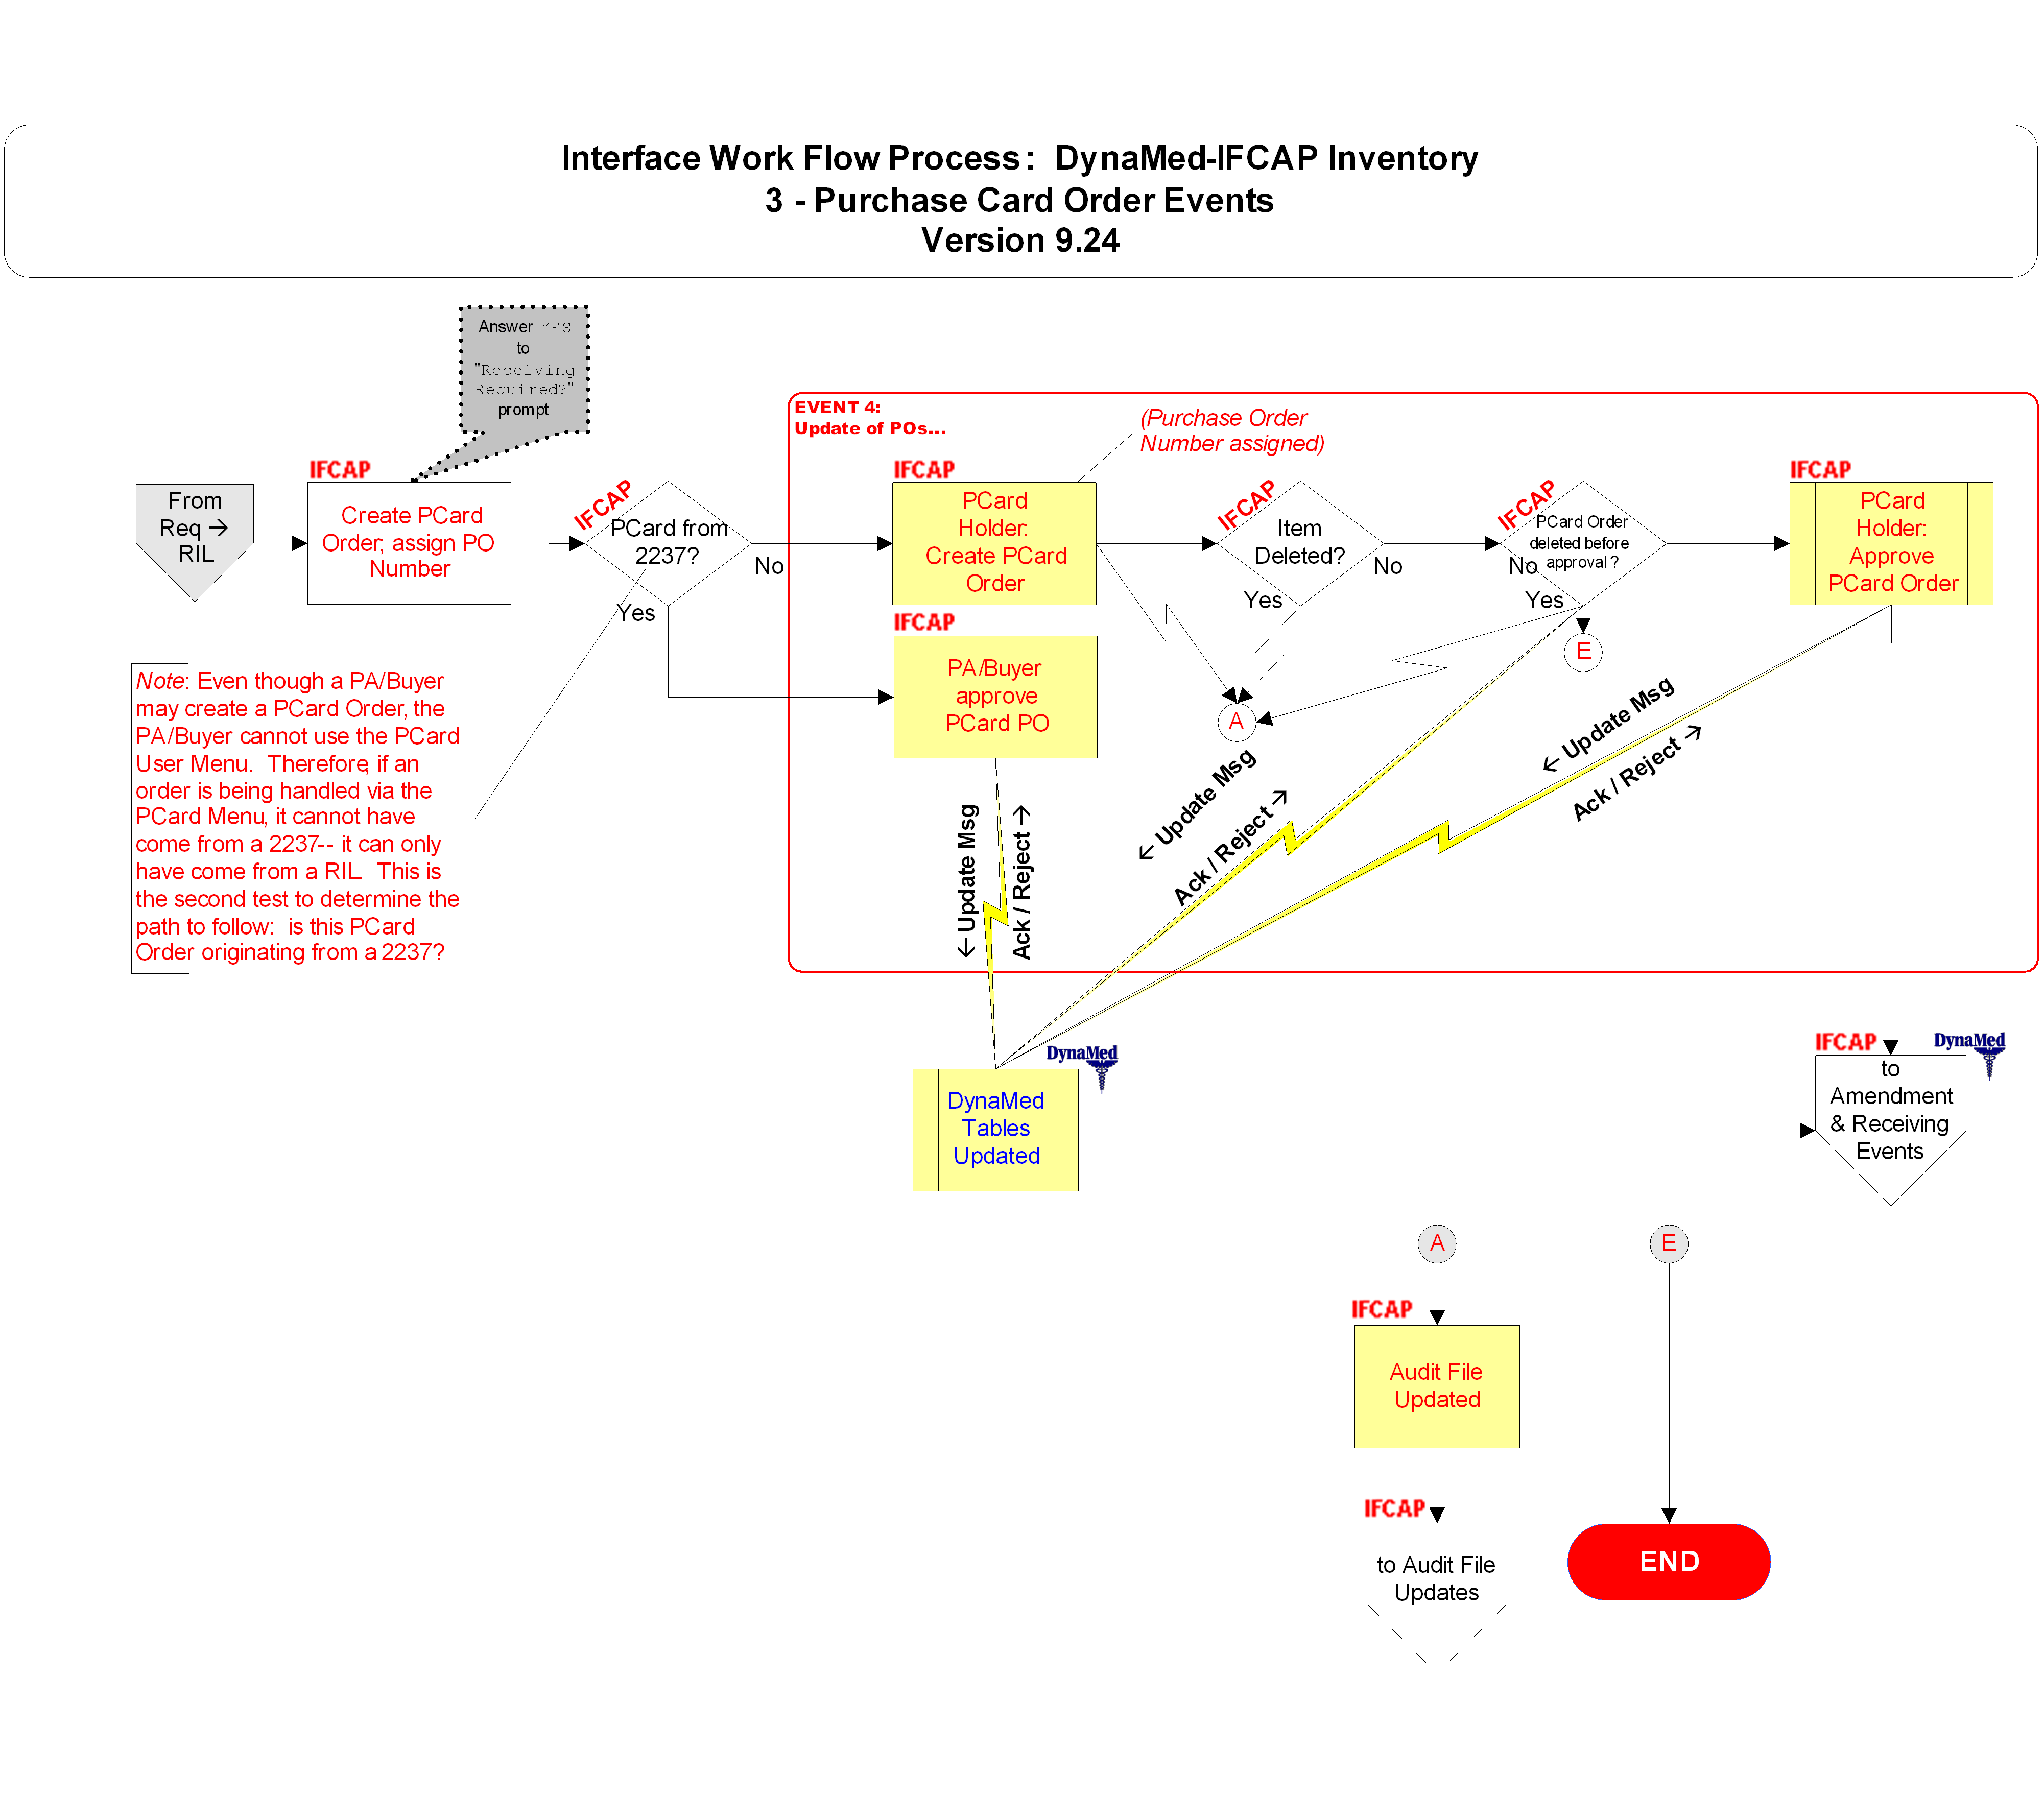 Interface Work Flow Process: DynaMed-IFCAP Inventory
3 - Purchase Card Order Events
Version 9.24
Answer YES
to
"Receiving
Required?"
prompt
EVENT 4:
Update of POs...
(Purchase Order
Number assigned)
From
Req →
RIL
IFCAP
Create PCard
Order; assign PO
Number
IFCAP
PCard from
2237?
No
Yes
IFCAP
PCard
Holder:
Create PCard
Order
IFCAP
Item
Deleted?
No
Yes
IFCAP
PCard Order
deleted before
approval?
No
Yes
IFCAP
PCard
Holder:
Approve
PCard Order
IFCAP
PA/Buyer
approve
PCard PO
E
A
Note: Even though a PA/Buyer
may create a PCard Order, the
PA/Buyer cannot use the PCard
User Menu. Therefore, if an
order is being handled via the
PCard Menu, it cannot have
come from a 2237-- it can only
have come from a RIL. This is
the second test to determine the
path to follow: is this PCard
Order originating from a 2237?
← Update Msg
Ack / Reject →
← Update Msg
Ack / Reject →
← Update Msg
Ack / Reject →
DynaMed
DynaMed
Tables
Updated
IFCAP
DynaMed
to
Amendment
& Receiving
Events
A
E
IFCAP
Audit File
Updated
IFCAP
to Audit File
Updates
END